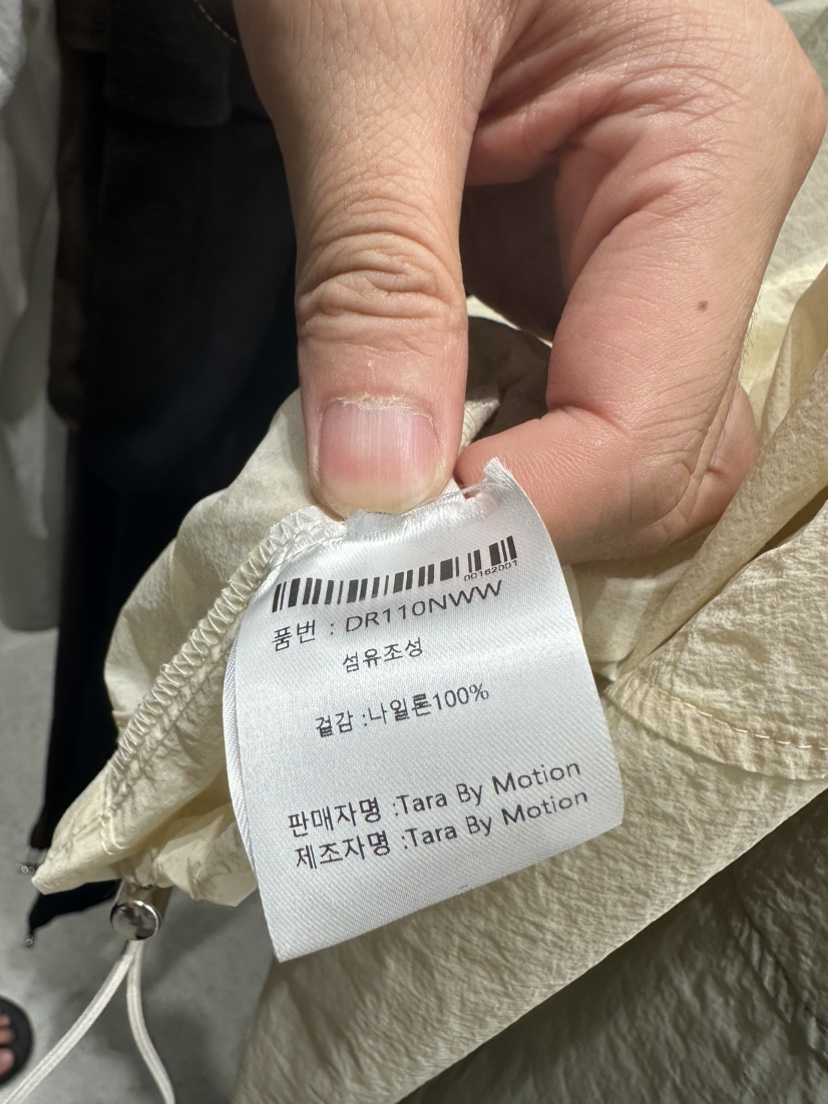 00162001
품번 : DR110NWW
섬유조성
겉감 :나일론100%
판매자명 :Tara By Motion
제조자명 :Tara By Motion